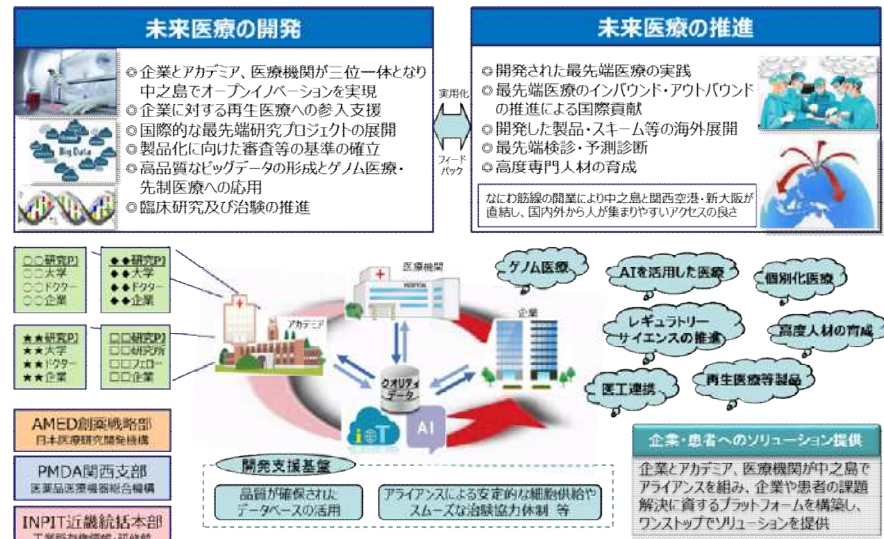 未来医療の開発
◎企業とアカデミア、医療機関が三位一体となり
中之島でオープンイノベーションを実現
◎企業に対する再生医療への参入支援
◎国際的な最先端研究プロジェクトの展開
◎製品化に向けた審査等の基準の確立
◎高品質なビッグデータの形成とゲノム医療・
先制医療への応用
◎臨床研究及び治験の推進
Big Data
実用化
フィード
バック
未来医療の推進
◎開発された最先端医療の実践
◎最先端医療のインバウンド・アウトバウンド
の推進による国際貢献
◎開発した製品・スキーム等の海外展開
◎最先端検診・予測診断
◎高度専門人材の育成
なにわ筋線の開業により中之島と関西空港・新大阪が
直結し、国内外から人が集まりやすいアクセスの良さ
○○研究PJ
○○大学
○○ドクター
○○企業
◆◆研究PJ
◆◆大学
◆◆ドクター
◆◆企業
★★研究PJ
★★大学
★★ドクター
★★企業
□□研究PJ
□□研究所
□□フェロー
□□企業
医療機関
HOSPITAL
アカデミア
企業
クオリティ
データ
IoT
AI
ゲノム医療
AIを活用した医療
個別化医療
レギュラトリー
サイエンスの推進
高度人材の育成
医工連携
再生医療等製品
AMED創薬戦略部
日本医療研究開発機構
PMDA関西支部
医薬品医療機器総合機構
INPIT近畿統括本部
開発支援基盤
品質が確保された
データベースの活用
アライアンスによる安定的な細胞供給や
スムーズな治験協力体制 等
企業・患者へのソリューション提供
企業とアカデミア、医療機関が中之島で
アライアンスを組み、企業や患者の課題
解決に資するプラットフォームを構築し、
ワンストップでソリューションを提供